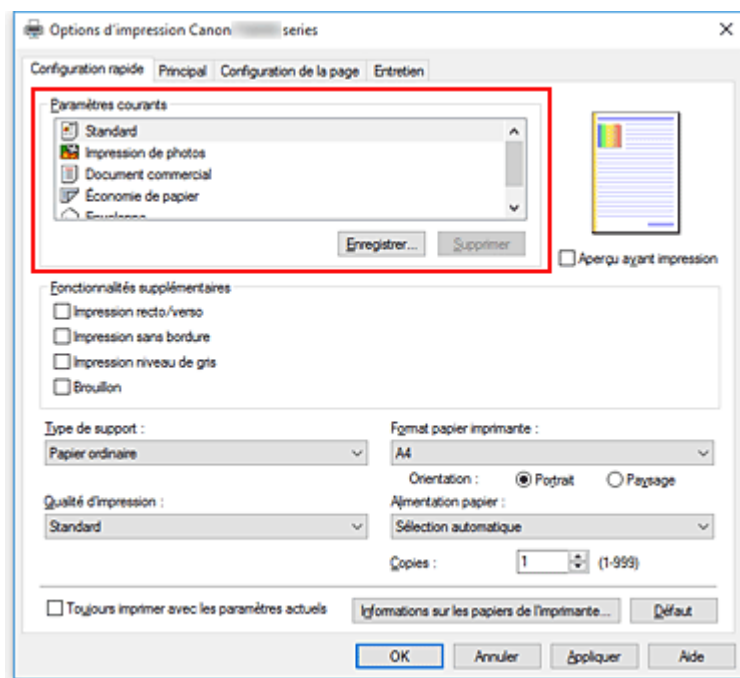 Options d'impression Canon series
Configuration rapide Principal Configuration de la page Entretien
Paramètres courants
Standard
Impression de photos
Document commercial
Économie de papier
Enregistrer... Supprimer
Aperçu avant impression
Fonctionnalités supplémentaires
Impression recto/verso
Impression sans bordure
Impression niveau de gris
Brouillon
Type de support : Format papier imprimante :
Papier ordinaire A4
Orientation : Portrait Paysage
Qualité d'impression : Alimentation papier :
Standard Sélection automatique
Copies : 1 (1-999)
Toujours imprimer avec les paramètres actuels Informations sur les papiers de l'imprimante... Défaut
OK Annuler Appliquer Aide